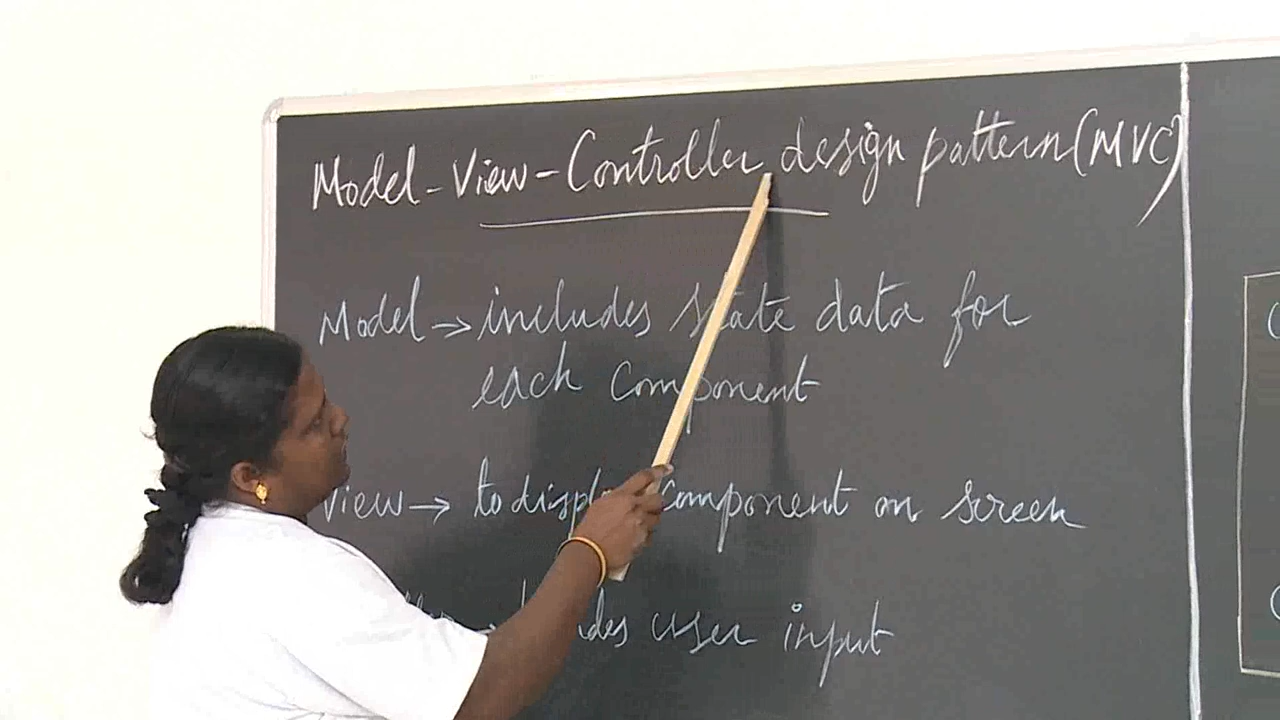 Model-View-Controller design pattern (MVC)
Model → includes state data for
each Component
View → to display Component on screen
→ user input